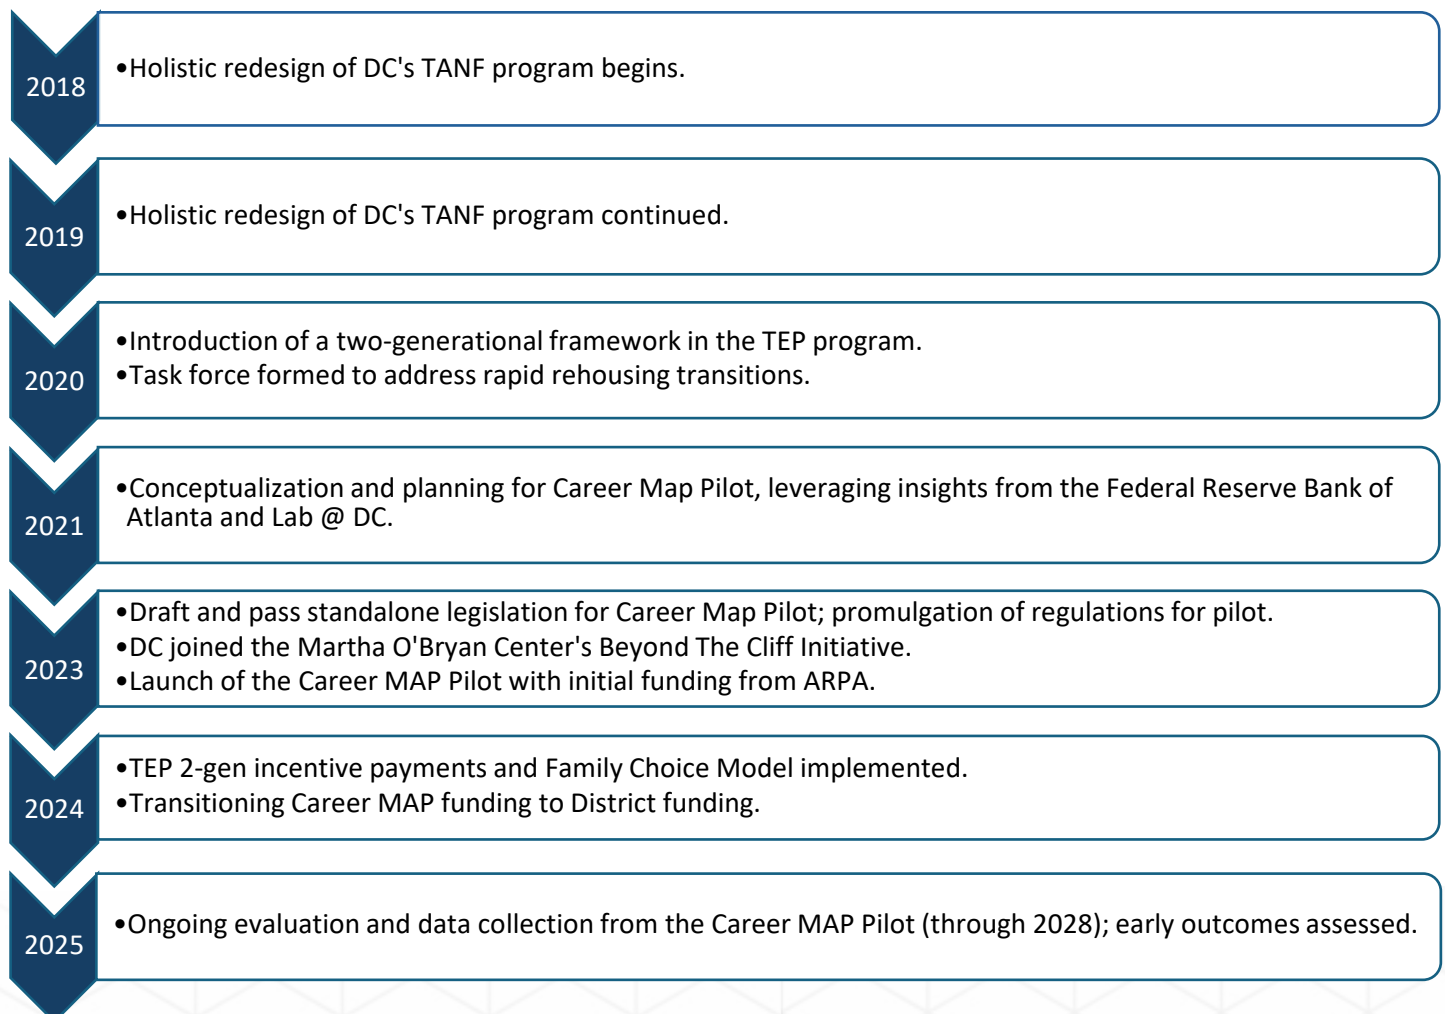 2018
•Holistic redesign of DC's TANF program begins.
2019
•Holistic redesign of DC's TANF program continued.
2020
•Introduction of a two-generational framework in the TEP program.
•Task force formed to address rapid rehousing transitions.
2021
•Conceptualization and planning for Career Map Pilot, leveraging insights from the Federal Reserve Bank of
Atlanta and Lab @ DC.
2023
•Draft and pass standalone legislation for Career Map Pilot; promulgation of regulations for pilot.
•DC joined the Martha O'Bryan Center's Beyond The Cliff Initiative.
•Launch of the Career MAP Pilot with initial funding from ARPA.
2024
•TEP 2-gen incentive payments and Family Choice Model implemented.
•Transitioning Career MAP funding to District funding.
2025
•Ongoing evaluation and data collection from the Career MAP Pilot (through 2028); early outcomes assessed.